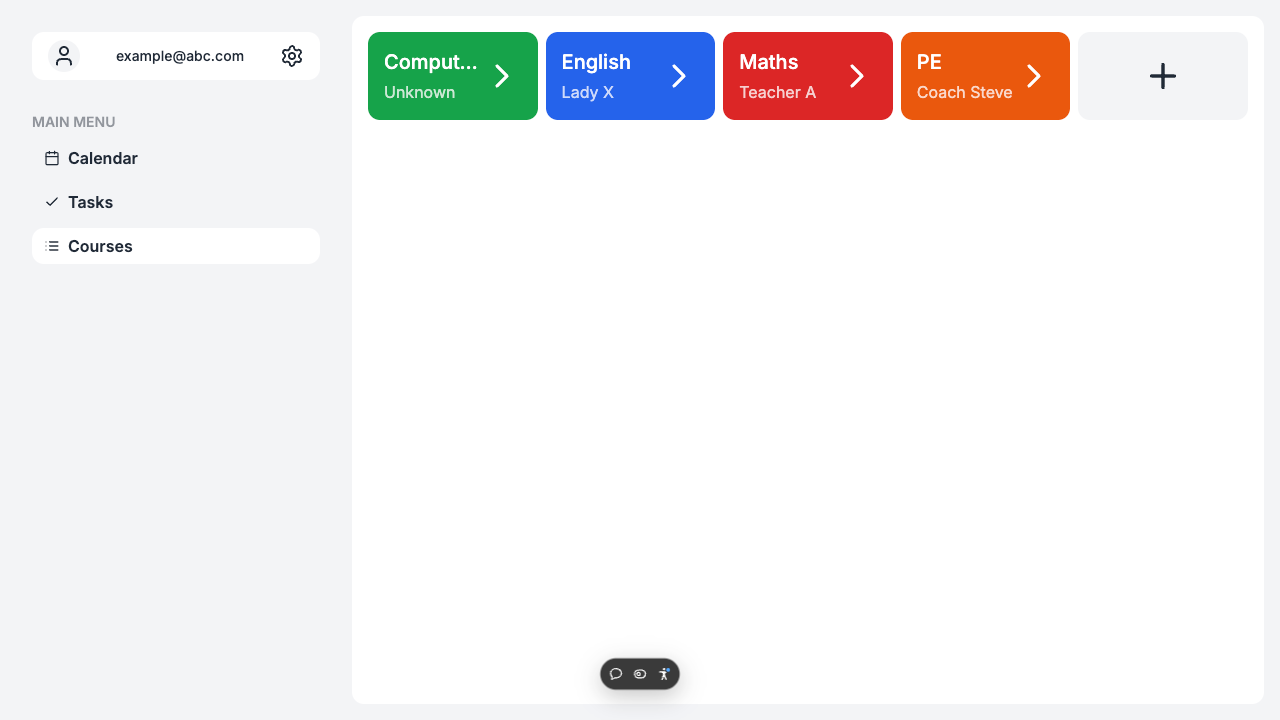 example@abc.com
MAIN MENU
Calendar
Tasks
Courses
Comput...
Unknown
English
Lady X
Maths
Teacher A
PE
Coach Steve